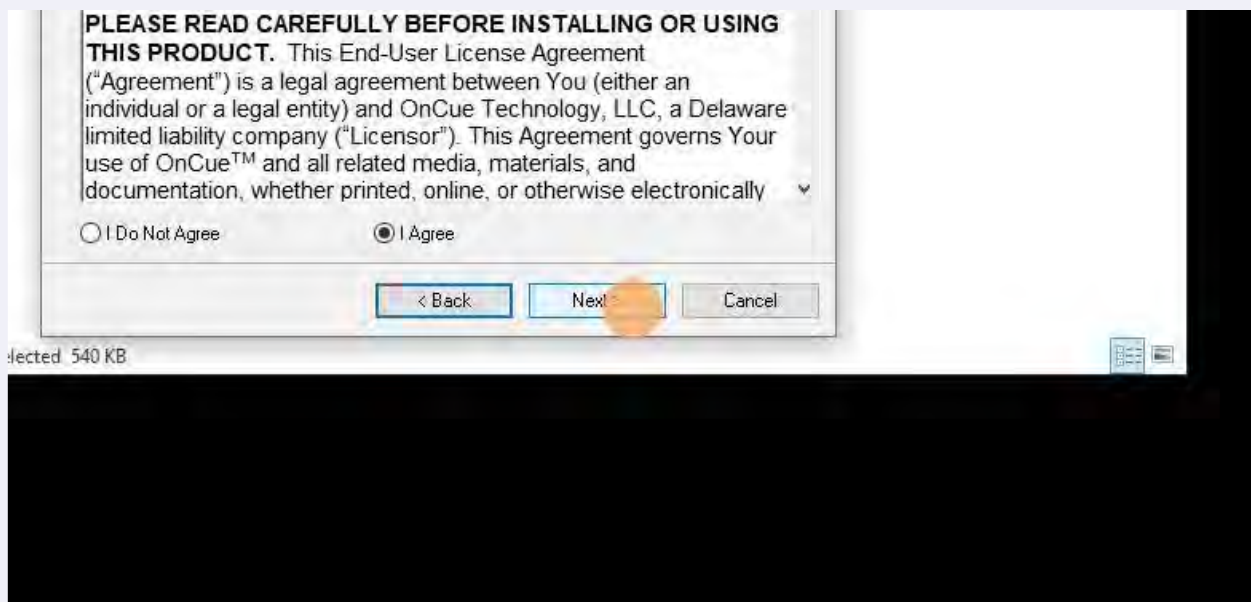 PLEASE READ CAREFULLY BEFORE INSTALLING OR USING
THIS PRODUCT. This End-User License Agreement
(“Agreement”) is a legal agreement between You (either an
individual or a legal entity) and OnCue Technology, LLC, a Delaware
limited liability company (“Licensor”). This Agreement governs Your
use of OnCue™ and all related media, materials, and
documentation, whether printed, online, or otherwise electronically
I Do Not Agree
I Agree
< Back
Next
Cancel
elected 540 KB